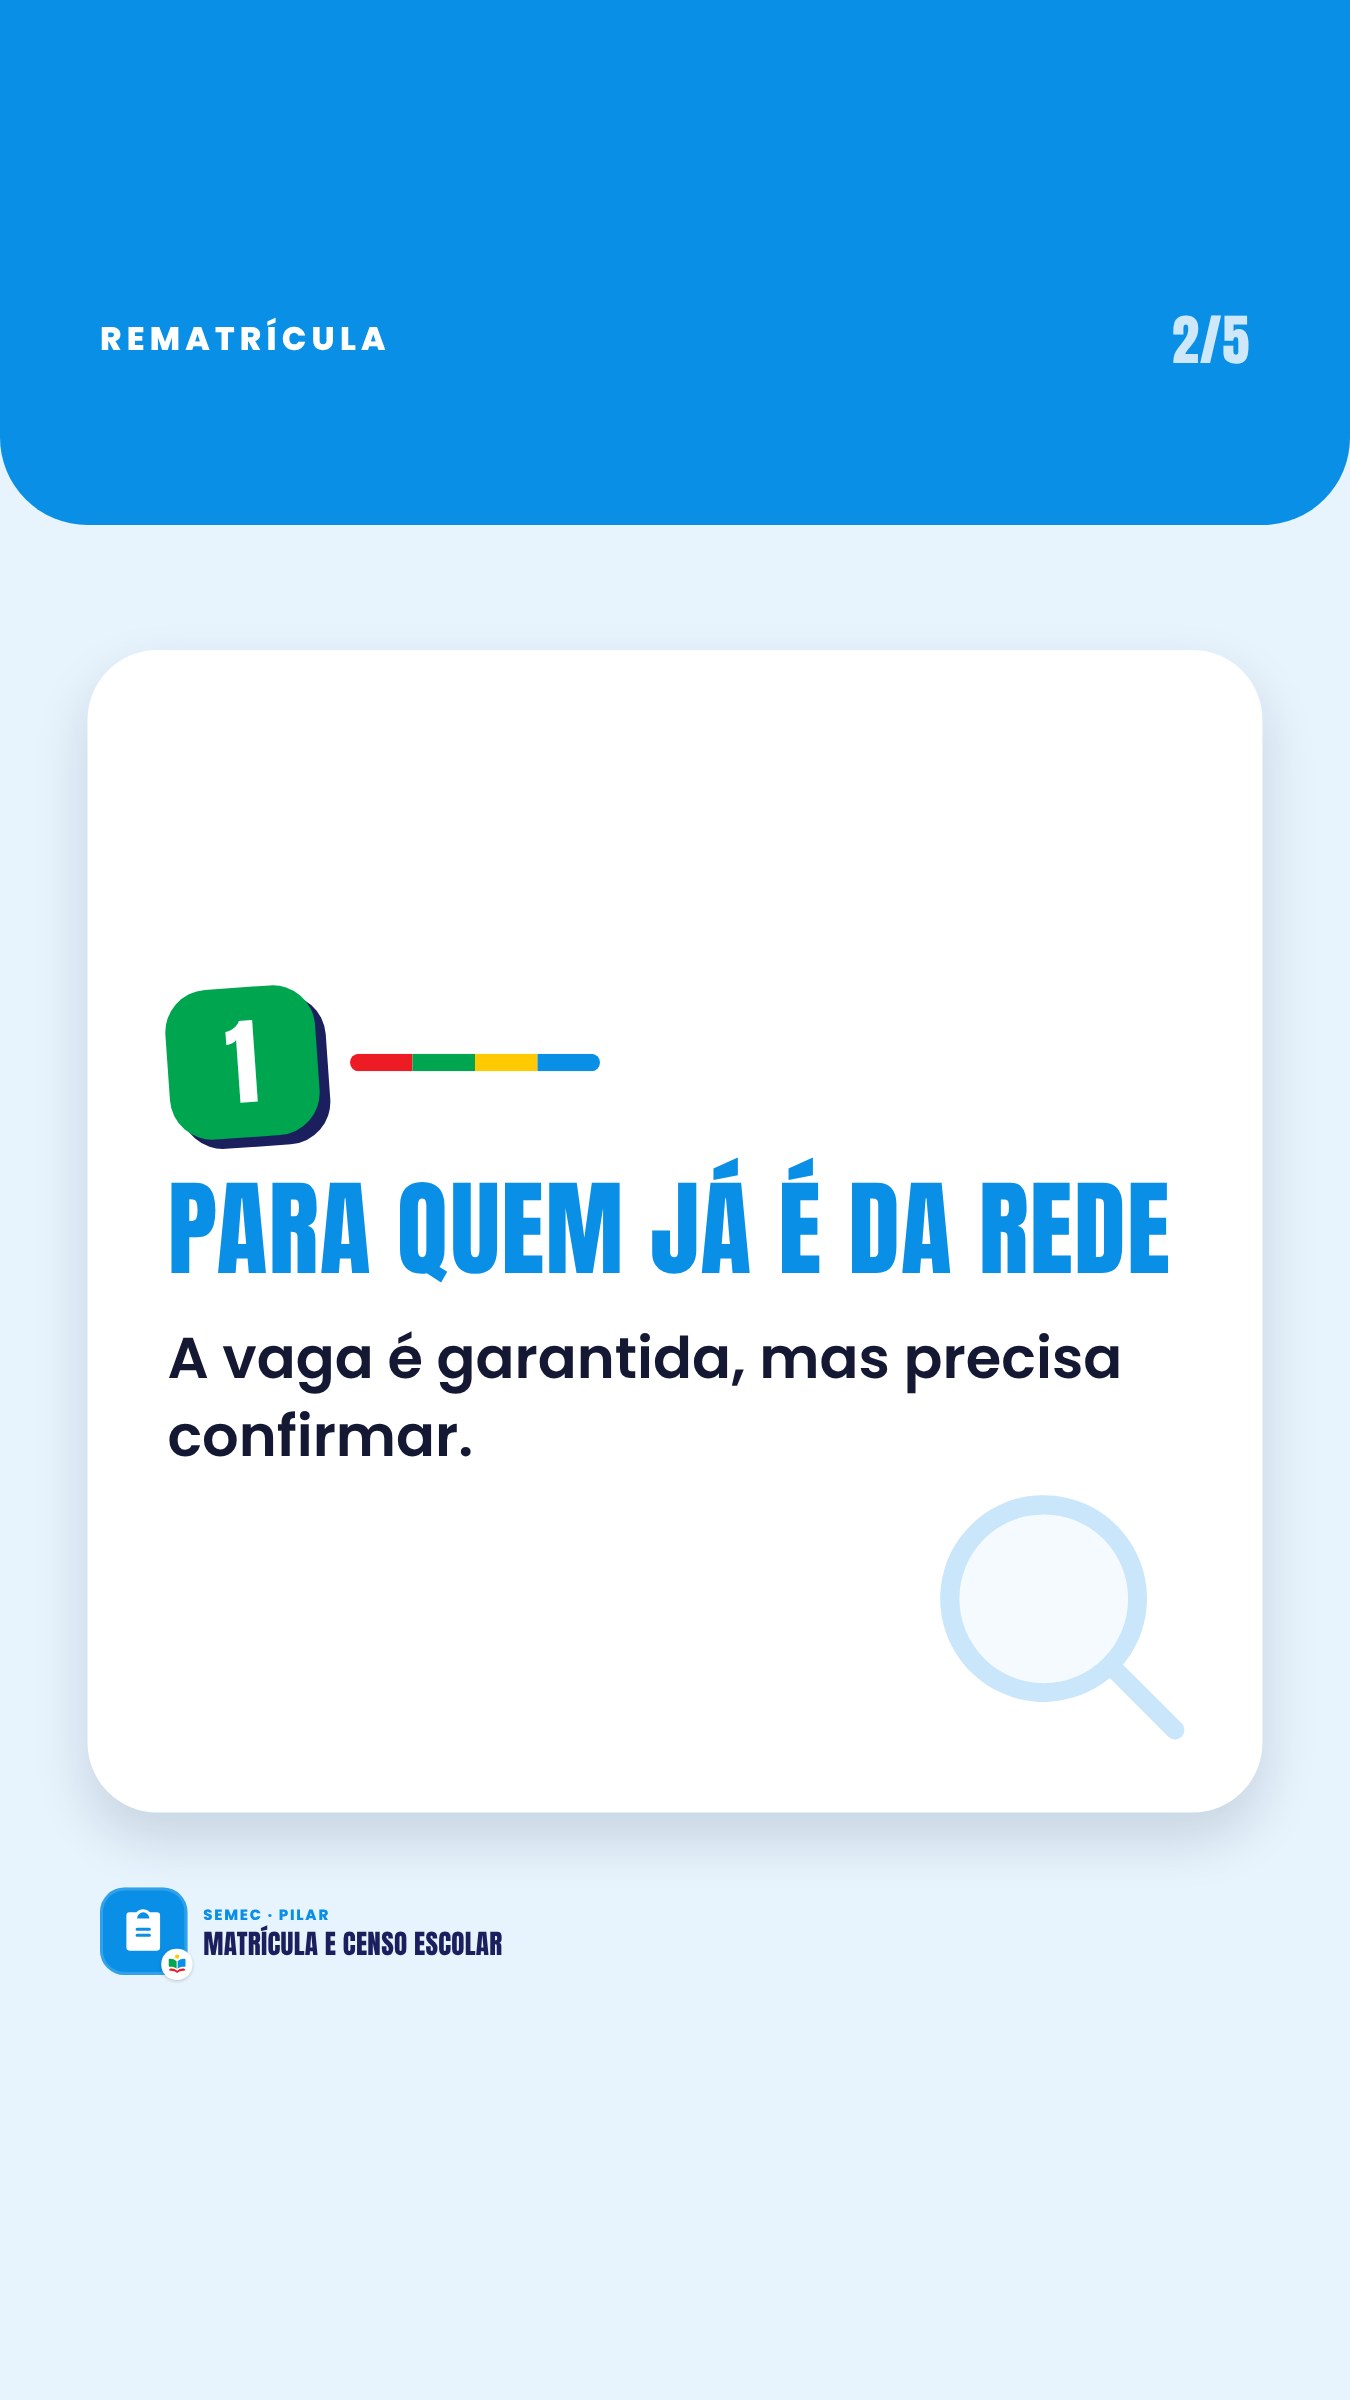 REMATRÍCULA
2/5
1
PARA QUEM JÁ É DA REDE
A vaga é garantida, mas precisa
confirmar.
SEMEC · PILAR
MATRÍCULA E CENSO ESCOLAR